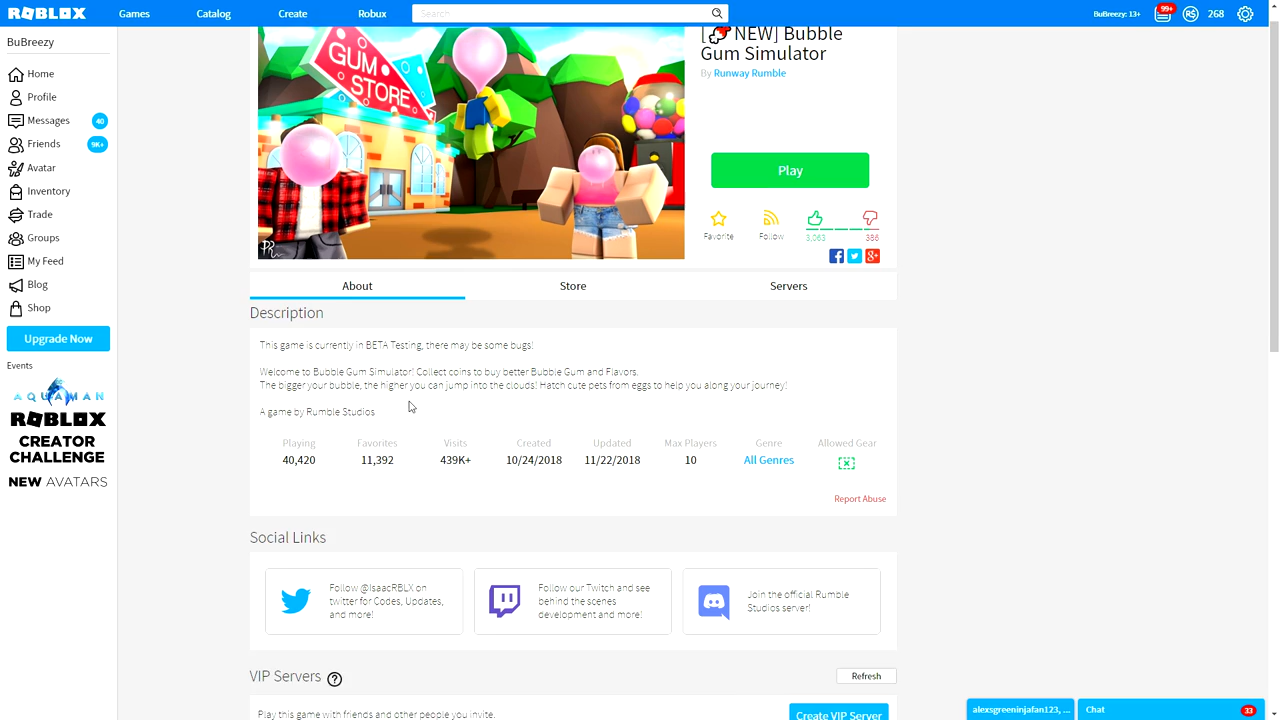 ROBLOX Games Catalog Create Robux Search BuBreezy: 13+ 99+ 268
BuBreezy
Home
Profile
Messages 40
Friends 9K+
Avatar
Inventory
Trade
Groups
My Feed
Blog
Shop
Upgrade Now
Events
AQUAMAN
ROBLOX
CREATOR
CHALLENGE
NEW AVATARS
GUM
STORE
[ NEW] Bubble
Gum Simulator
By Runway Rumble
Play
Favorite Follow 3,063 386
About Store Servers
Description
This game is currently in BETA Testing, there may be some bugs!
Welcome to Bubble Gum Simulator! Collect coins to buy better Bubble Gum and Flavors.
The bigger your bubble, the higher you can jump into the clouds! Hatch cute pets from eggs to help you along your journey!
A game by Rumble Studios
Playing Favorites Visits Created Updated Max Players Genre Allowed Gear
40,420 11,392 439K+ 10/24/2018 11/22/2018 10 All Genres
Report Abuse
Social Links
Follow @IsaacRBLX on
twitter for Codes, Updates,
and more!
Follow our Twitch and see
behind the scenes
development and more!
Join the official Rumble
Studios server!
VIP Servers ? Refresh
Play this game with friends and other people you invite.
Create VIP Server
alexsgreeninjafan123, ... Chat 33